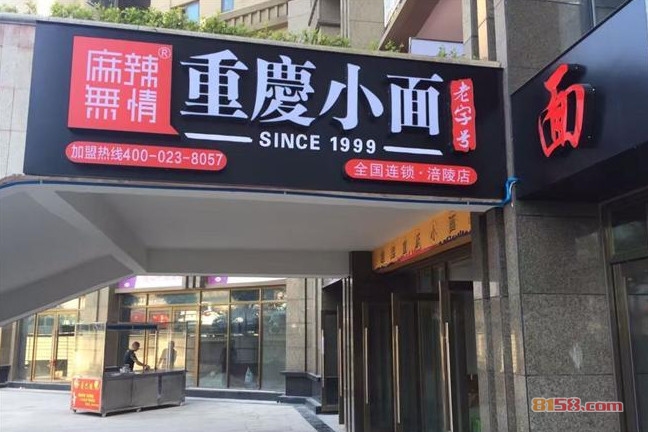 麻辣
無情®
重慶小面
老字号
SINCE 1999
加盟热线400-023-8057
全国连锁·涪陵店
面
8158.com